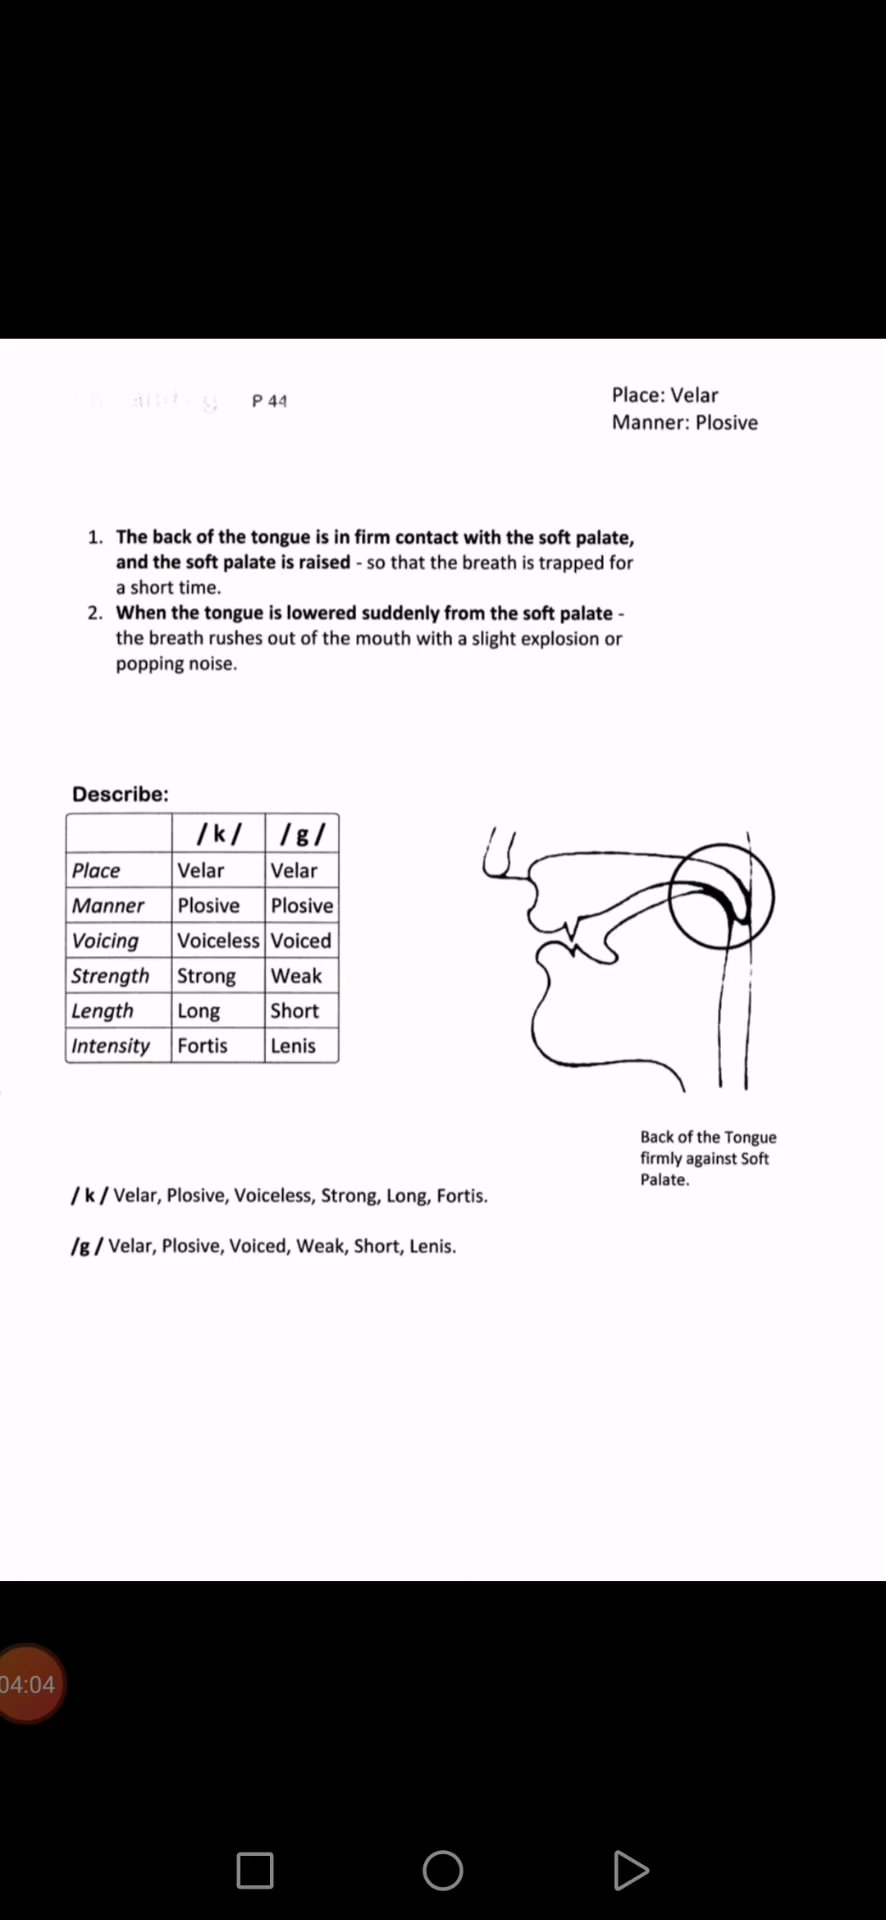 P 44
Place: Velar
Manner: Plosive
1. The back of the tongue is in firm contact with the soft palate,
and the soft palate is raised - so that the breath is trapped for
a short time.
2. When the tongue is lowered suddenly from the soft palate -
the breath rushes out of the mouth with a slight explosion or
popping noise.
Describe:
/k/ /g/
Place Velar Velar
Manner Plosive Plosive
Voicing Voiceless Voiced
Strength Strong Weak
Length Long Short
Intensity Fortis Lenis
Back of the Tongue
firmly against Soft
Palate.
/k/ Velar, Plosive, Voiceless, Strong, Long, Fortis.
/g/ Velar, Plosive, Voiced, Weak, Short, Lenis.
04:04